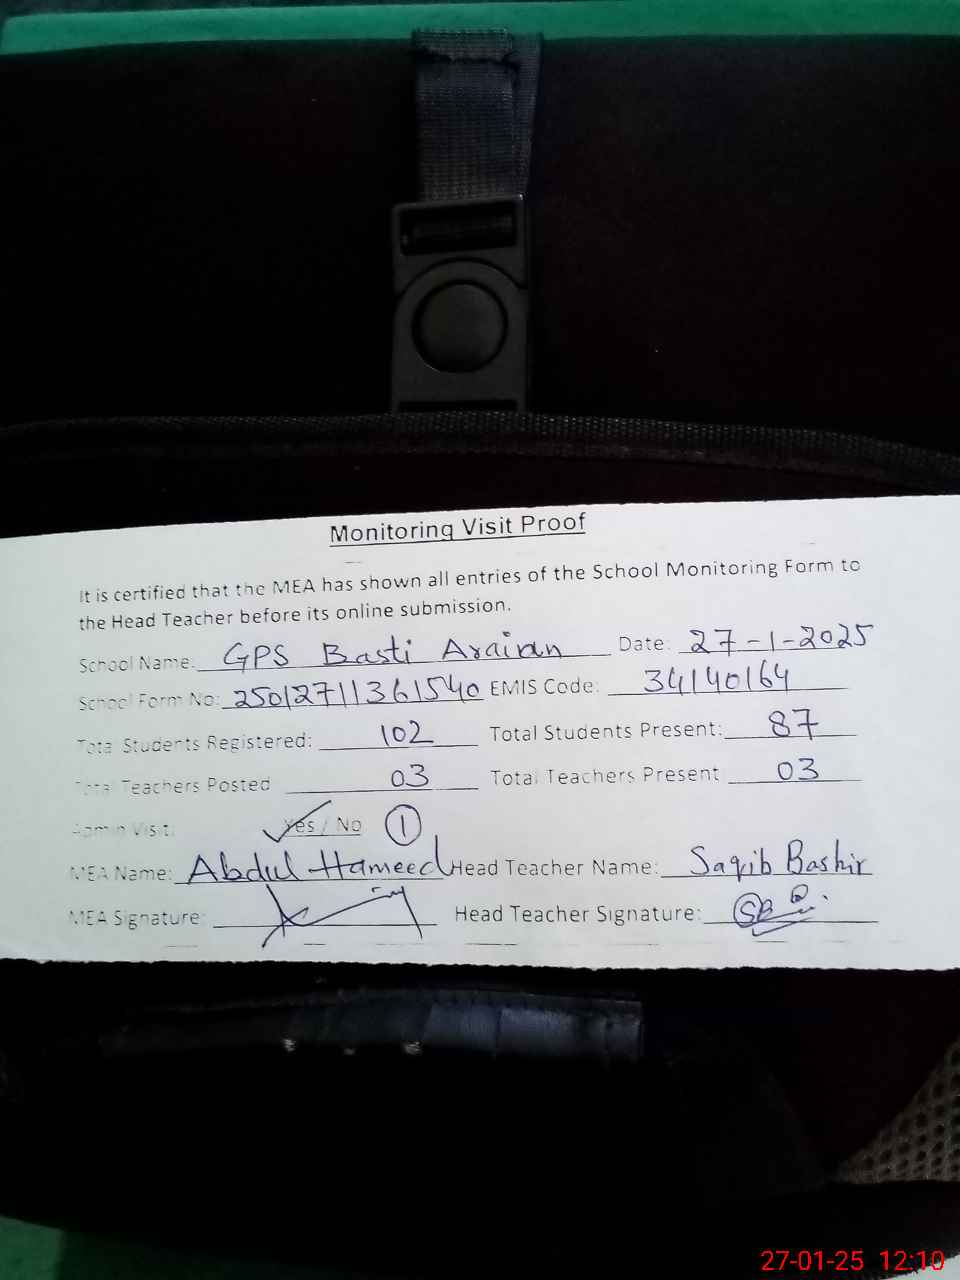 Monitoring Visit Proof
It is certified that the MEA has shown all entries of the School Monitoring Form to
the Head Teacher before its online submission.
School Name: GPS Basti Arairan Date: 27-1-2025
School Form No: 25012711361540 EMIS Code: 34140164
Total Students Registered: 102 Total Students Present: 87
Total Teachers Posted 03 Total Teachers Present 03
Admin Visit: Yes / No 1
MEA Name: Abdul Hameed Head Teacher Name: Saqib Bashir
MEA Signature: Head Teacher Signature: SB
27-01-25 12:10